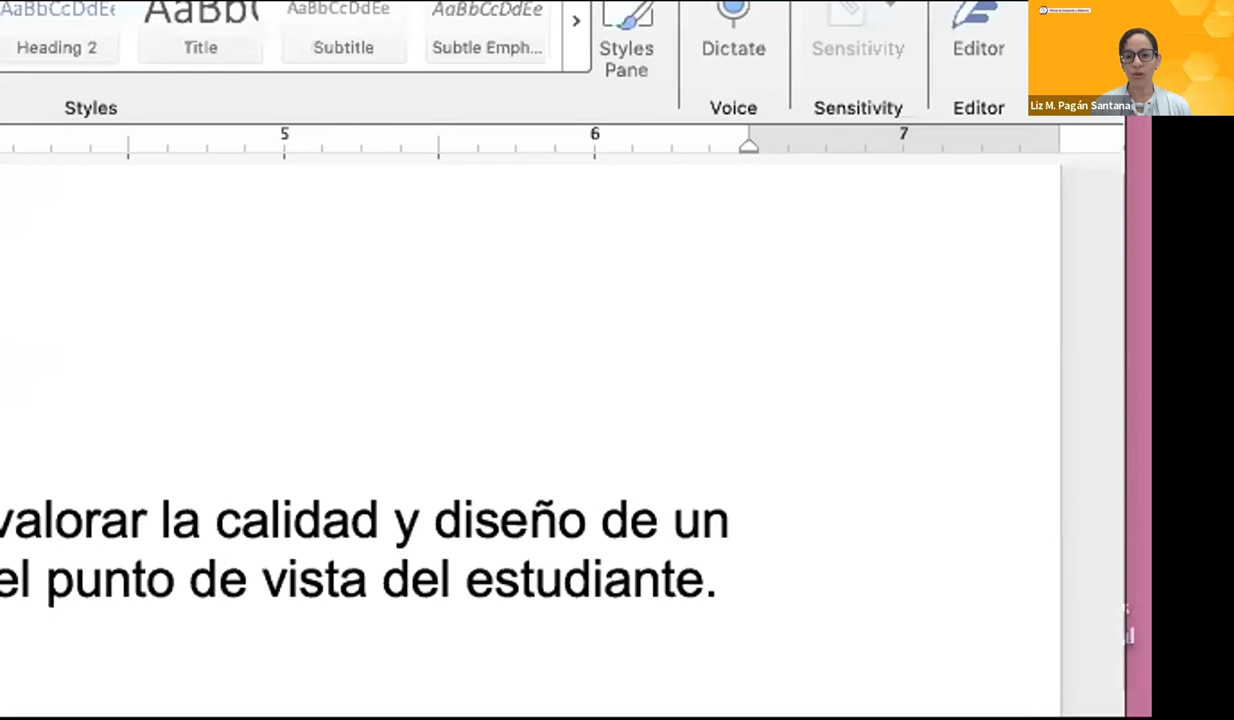 AaBbCcDdEe
AaBb(
AaBbCcDdEe
AaBbCcDdEe
Heading 2
Title
Subtitle
Subtle Emph...
Styles
Pane
Dictate
Sensitivity
Editor
Styles
Voice
Sensitivity
Editor
Liz M. Pagán Santana
5
6
7
valorar la calidad y diseño de un
el punto de vista del estudiante.